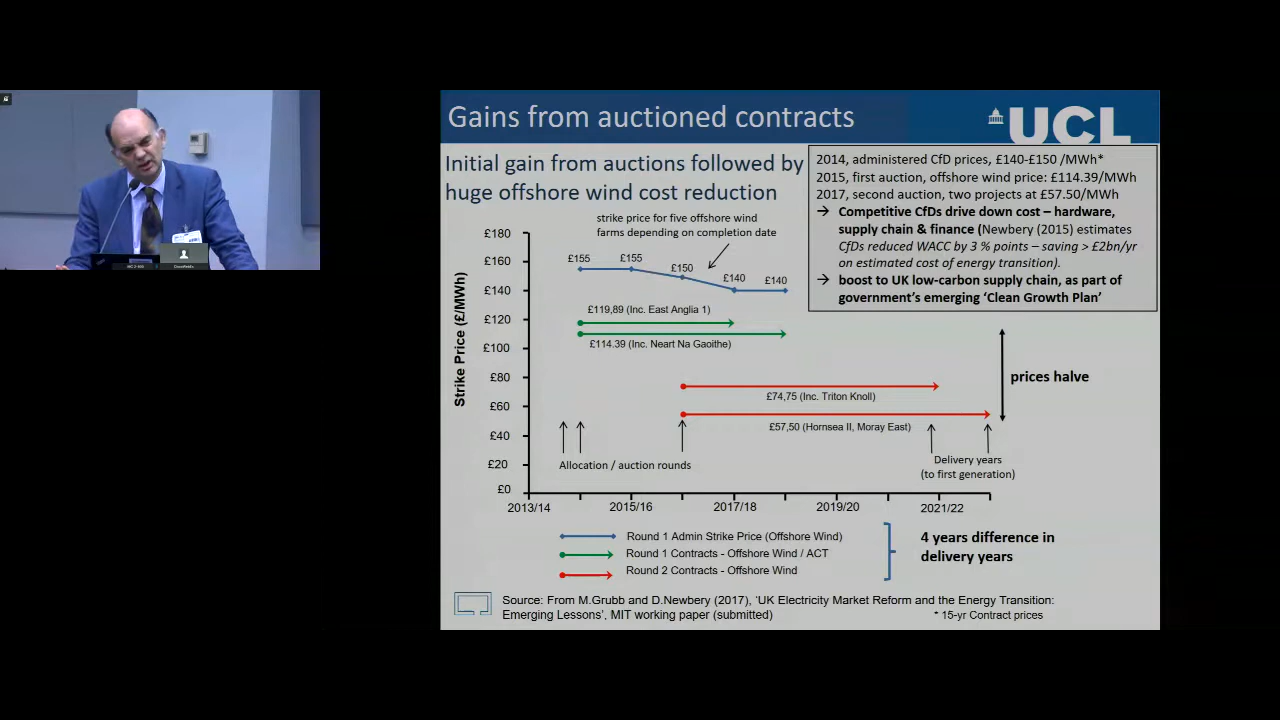 Gains from auctioned contracts
UCL
Initial gain from auctions followed by
huge offshore wind cost reduction
2014, administered CfD prices, £140-£150 /MWh*
2015, first auction, offshore wind price: £114.39/MWh
2017, second auction, two projects at £57.50/MWh
→ Competitive CfDs drive down cost – hardware,
supply chain & finance (Newbery (2015) estimates
CfDs reduced WACC by 3 % points – saving > £2bn/yr
on estimated cost of energy transition).
→ boost to UK low-carbon supply chain, as part of
government's emerging 'Clean Growth Plan'
strike price for five offshore wind
farms depending on completion date
Strike Price (£/MWh)
£180
£160
£140
£120
£100
£80
£60
£40
£20
£0
£155
£155
£150
£140
£140
£119,89 (Inc. East Anglia 1)
£114.39 (Inc. Neart Na Gaoithe)
£74,75 (Inc. Triton Knoll)
£57,50 (Hornsea II, Moray East)
prices halve
Allocation / auction rounds
Delivery years
(to first generation)
2013/14
2015/16
2017/18
2019/20
2021/22
Round 1 Admin Strike Price (Offshore Wind)
Round 1 Contracts - Offshore Wind / ACT
Round 2 Contracts - Offshore Wind
4 years difference in
delivery years
Source: From M.Grubb and D.Newbery (2017), 'UK Electricity Market Reform and the Energy Transition:
Emerging Lessons', MIT working paper (submitted)
* 15-yr Contract prices